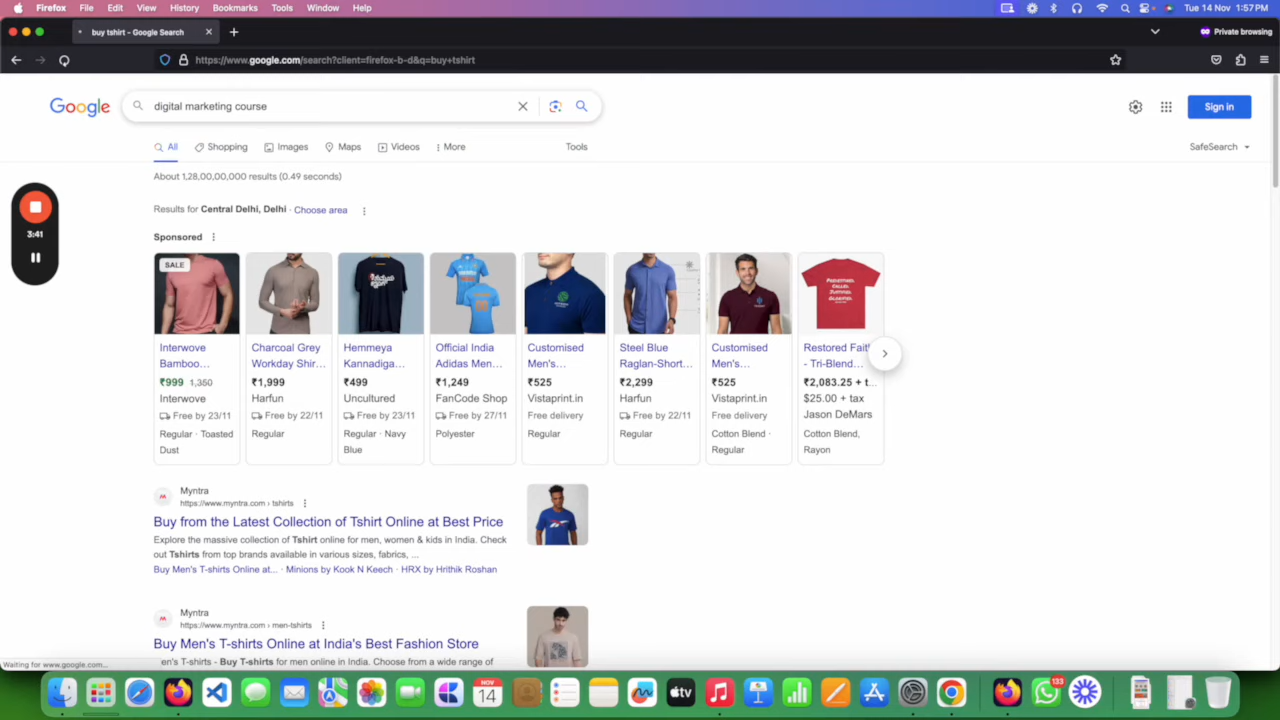 Firefox File Edit View History Bookmarks Tools Window Help
Tue 14 Nov 1:57 PM
buy tshirt - Google Search
Private browsing
https://www.google.com/search?client=firefox-b-d&q=buy+tshirt
Google
digital marketing course
Sign in
All Shopping Images Maps Videos More Tools
SafeSearch
About 1,28,00,00,000 results (0.49 seconds)
3:41
Results for Central Delhi, Delhi · Choose area
Sponsored
SALE
Interwove Bamboo...
₹999 1,350
Interwove
Free by 23/11
Regular · Toasted Dust
Charcoal Grey Workday Shir...
₹1,999
Harfun
Free by 22/11
Regular
Hemmeya Kannadiga...
₹499
Uncultured
Free by 23/11
Regular · Navy Blue
Official India Adidas Men...
₹1,249
FanCode Shop
Free by 27/11
Polyester
Customised Men's...
₹525
Vistaprint.in
Free delivery
Regular
Steel Blue Raglan-Short...
₹2,299
Harfun
Free by 22/11
Regular
Customised Men's...
₹525
Vistaprint.in
Free delivery
Cotton Blend · Regular
Restored Fait
- Tri-Blend...
₹2,083.25 + t...
$25.00 + tax
Jason DeMars
Cotton Blend, Rayon
Myntra
https://www.myntra.com › tshirts
Buy from the Latest Collection of Tshirt Online at Best Price
Explore the massive collection of Tshirt online for men, women & kids in India. Check
out Tshirts from top brands available in various sizes, fabrics, ...
Buy Men's T-shirts Online at... · Minions by Kook N Keech · HRX by Hrithik Roshan
Myntra
https://www.myntra.com › men-tshirts
Buy Men's T-shirts Online at India's Best Fashion Store
en's T-shirts - Buy T-shirts for men online in India. Choose from a wide range of
Waiting for www.google.com...
NOV
14
tv
133